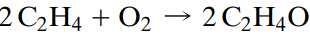 2 C₂H₄ + O₂ → 2 C₂H₄O